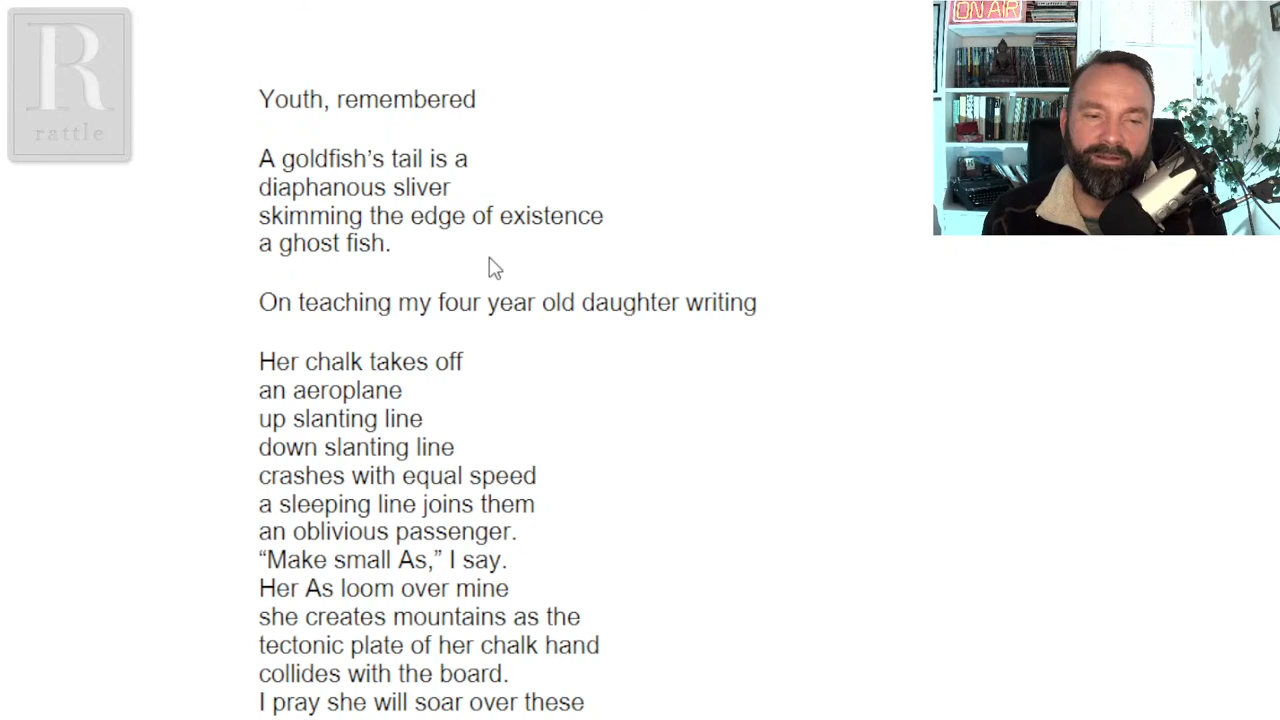 R
rattle
ON AIR
Youth, remembered
A goldfish's tail is a
diaphanous sliver
skimming the edge of existence
a ghost fish.
On teaching my four year old daughter writing
Her chalk takes off
an aeroplane
up slanting line
down slanting line
crashes with equal speed
a sleeping line joins them
an oblivious passenger.
“Make small As,” I say.
Her As loom over mine
she creates mountains as the
tectonic plate of her chalk hand
collides with the board.
I pray she will soar over these